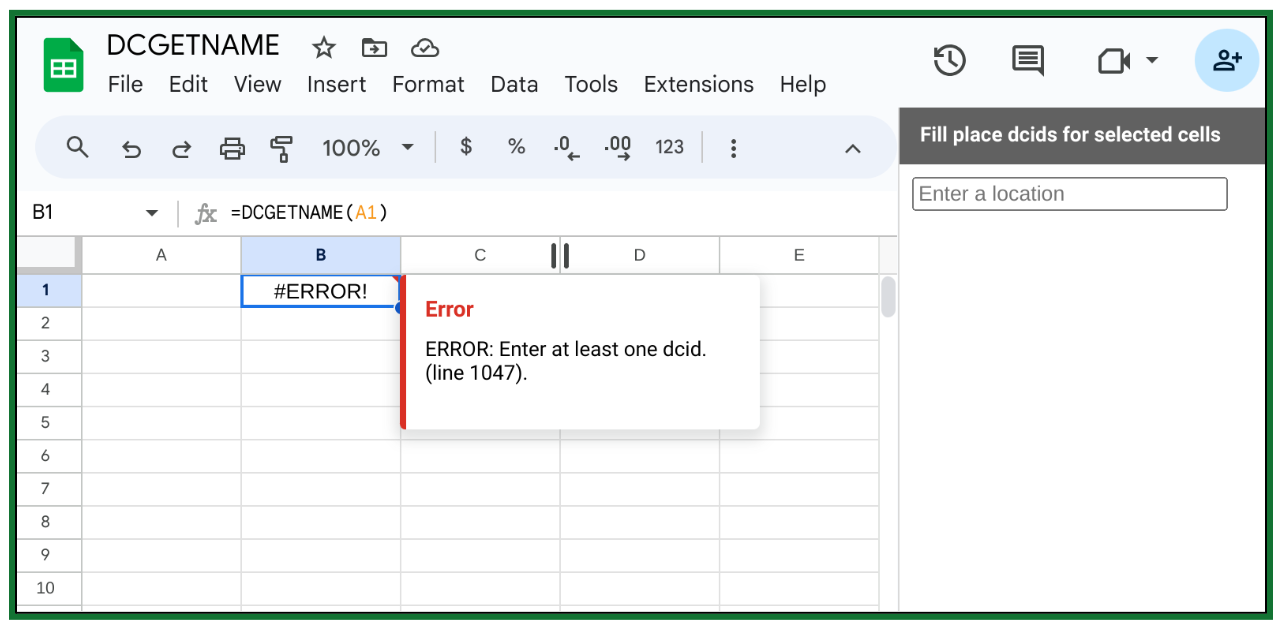 DCGETNAME
File Edit View Insert Format Data Tools Extensions Help
100% $ % .0 .00 123
Fill place dcids for selected cells
Enter a location
B1 fx =DCGETNAME(A1)
A B C D E
1 #ERROR!
Error
2
ERROR: Enter at least one dcid.
3
(line 1047).
4
5
6
7
8
9
10